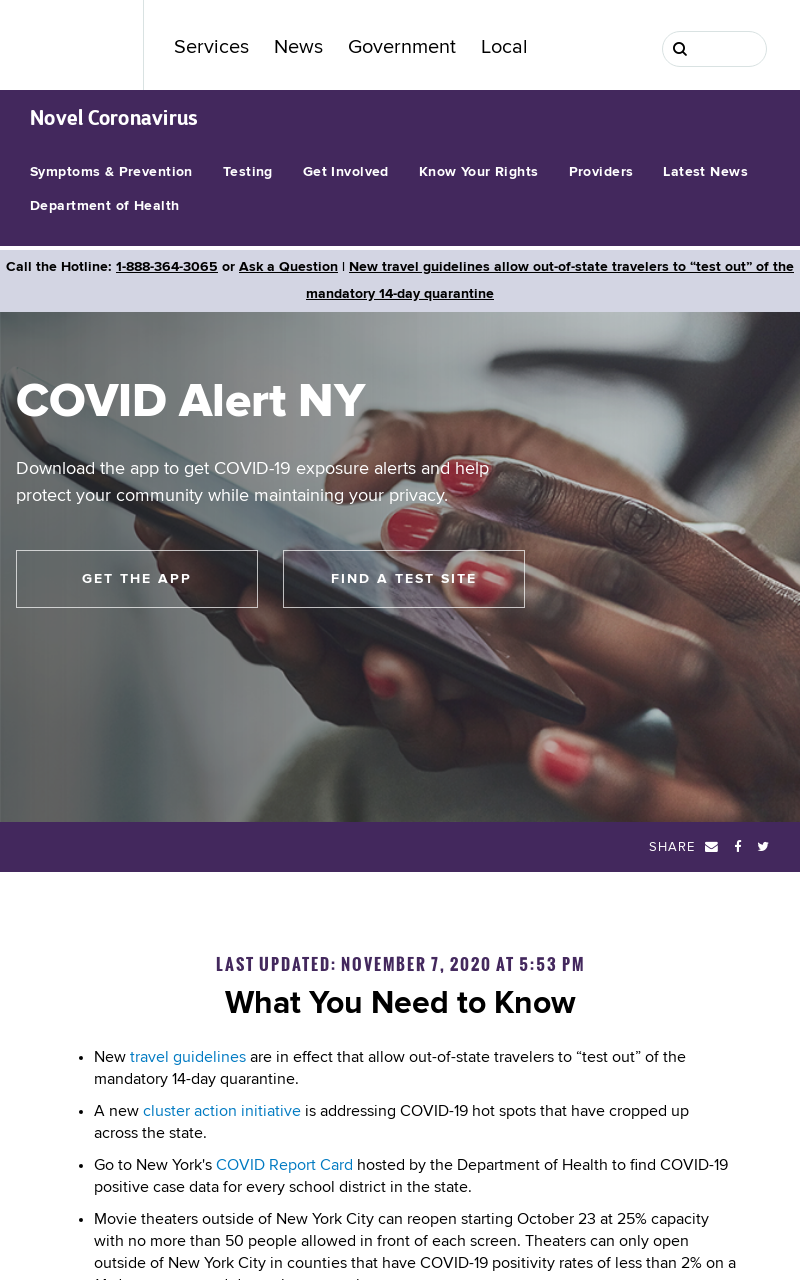 Services News Government Local
Novel Coronavirus
Symptoms & Prevention Testing Get Involved Know Your Rights Providers Latest News
Department of Health
Call the Hotline: 1-888-364-3065 or Ask a Question | New travel guidelines allow out-of-state travelers to “test out” of the
mandatory 14-day quarantine
COVID Alert NY
Download the app to get COVID-19 exposure alerts and help
protect your community while maintaining your privacy.
GET THE APP FIND A TEST SITE
SHARE
LAST UPDATED: NOVEMBER 7, 2020 AT 5:53 PM
What You Need to Know
• New travel guidelines are in effect that allow out-of-state travelers to “test out” of the
mandatory 14-day quarantine.
• A new cluster action initiative is addressing COVID-19 hot spots that have cropped up
across the state.
• Go to New York's COVID Report Card hosted by the Department of Health to find COVID-19
positive case data for every school district in the state.
• Movie theaters outside of New York City can reopen starting October 23 at 25% capacity
with no more than 50 people allowed in front of each screen. Theaters can only open
outside of New York City in counties that have COVID-19 positivity rates of less than 2% on a